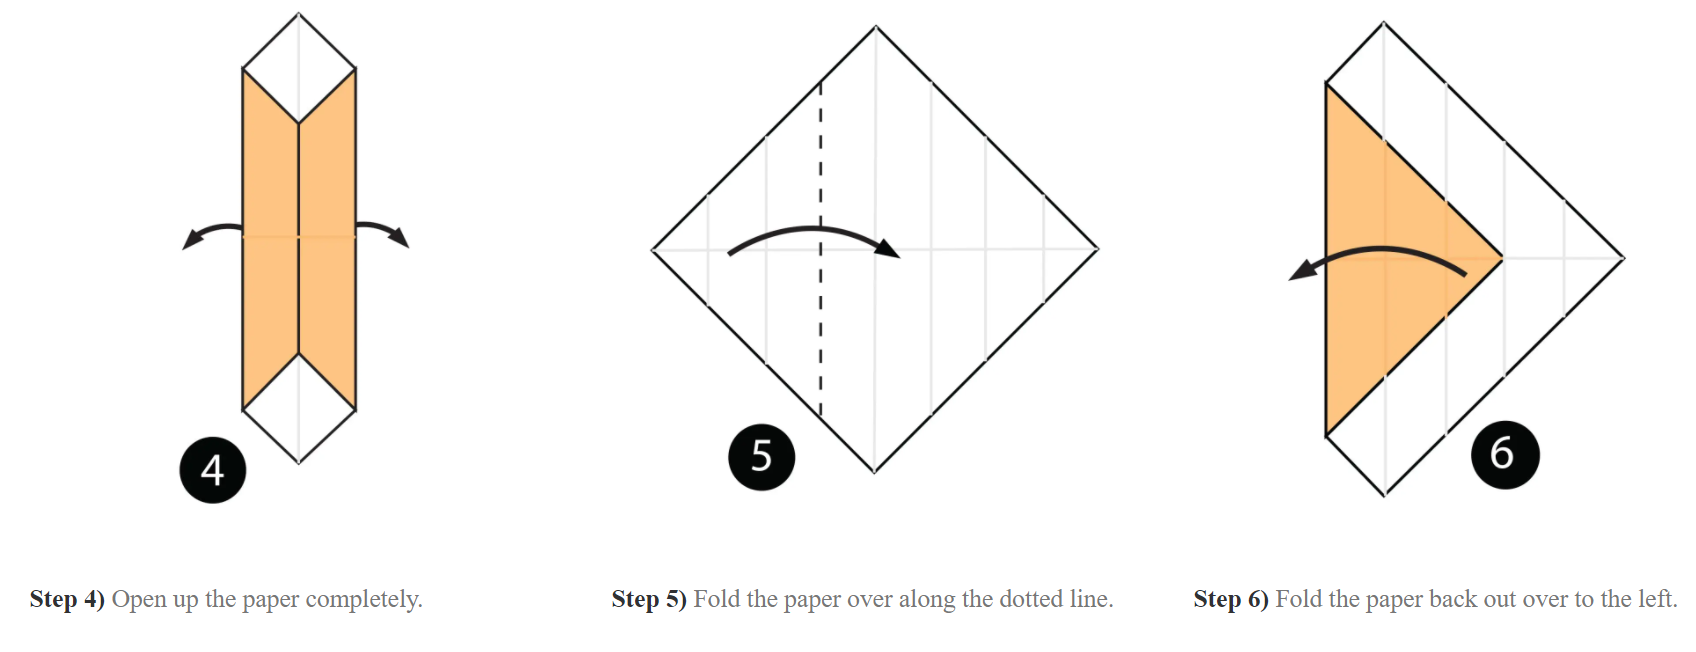 4
5
6
Step 4) Open up the paper completely.
Step 5) Fold the paper over along the dotted line.
Step 6) Fold the paper back out over to the left.